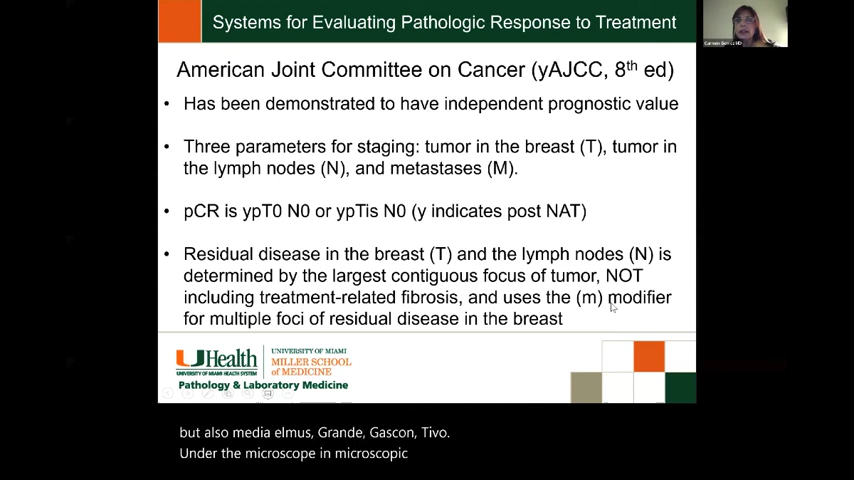 Systems for Evaluating Pathologic Response to Treatment
American Joint Committee on Cancer (yAJCC, 8th ed)
• Has been demonstrated to have independent prognostic value
• Three parameters for staging: tumor in the breast (T), tumor in
the lymph nodes (N), and metastases (M).
• pCR is ypT0 N0 or ypTis N0 (y indicates post NAT)
• Residual disease in the breast (T) and the lymph nodes (N) is
determined by the largest contiguous focus of tumor, NOT
including treatment-related fibrosis, and uses the (m) modifier
for multiple foci of residual disease in the breast
UHealth
UNIVERSITY OF MIAMI HEALTH SYSTEM
UNIVERSITY OF MIAMI
MILLER SCHOOL
of MEDICINE
Pathology & Laboratory Medicine
but also media elmus, Grande, Gascon, Tivo.
Under the microscope in microscopic